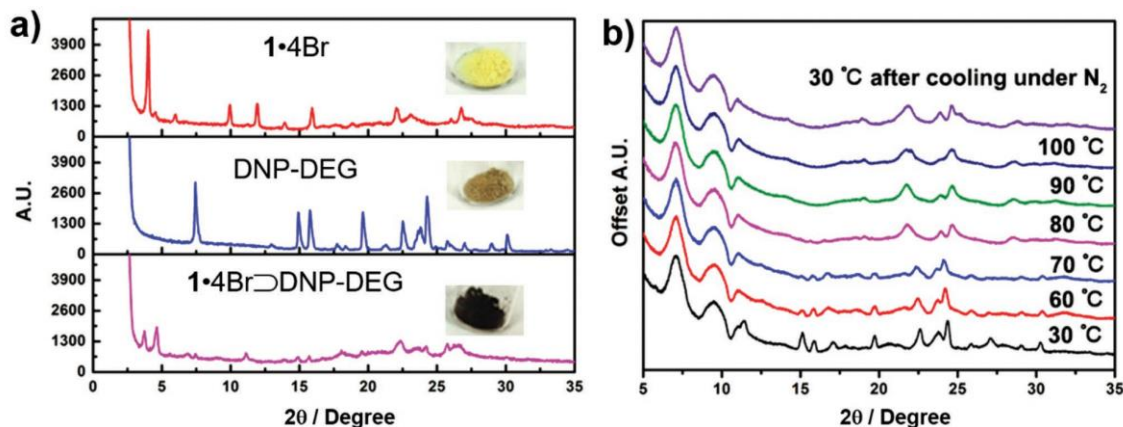 a)
1•4Br
3900
2600
1300
0
DNP-DEG
3900
2600
1300
0
1•4Br⊃DNP-DEG
3900
2600
1300
0
A.U.
0 5 10 15 20 25 30 35
2θ / Degree
b)
30 °C after cooling under N₂
100 °C
90 °C
80 °C
70 °C
60 °C
30 °C
Offset A.U.
5 10 15 20 25 30 35
2θ / Degree